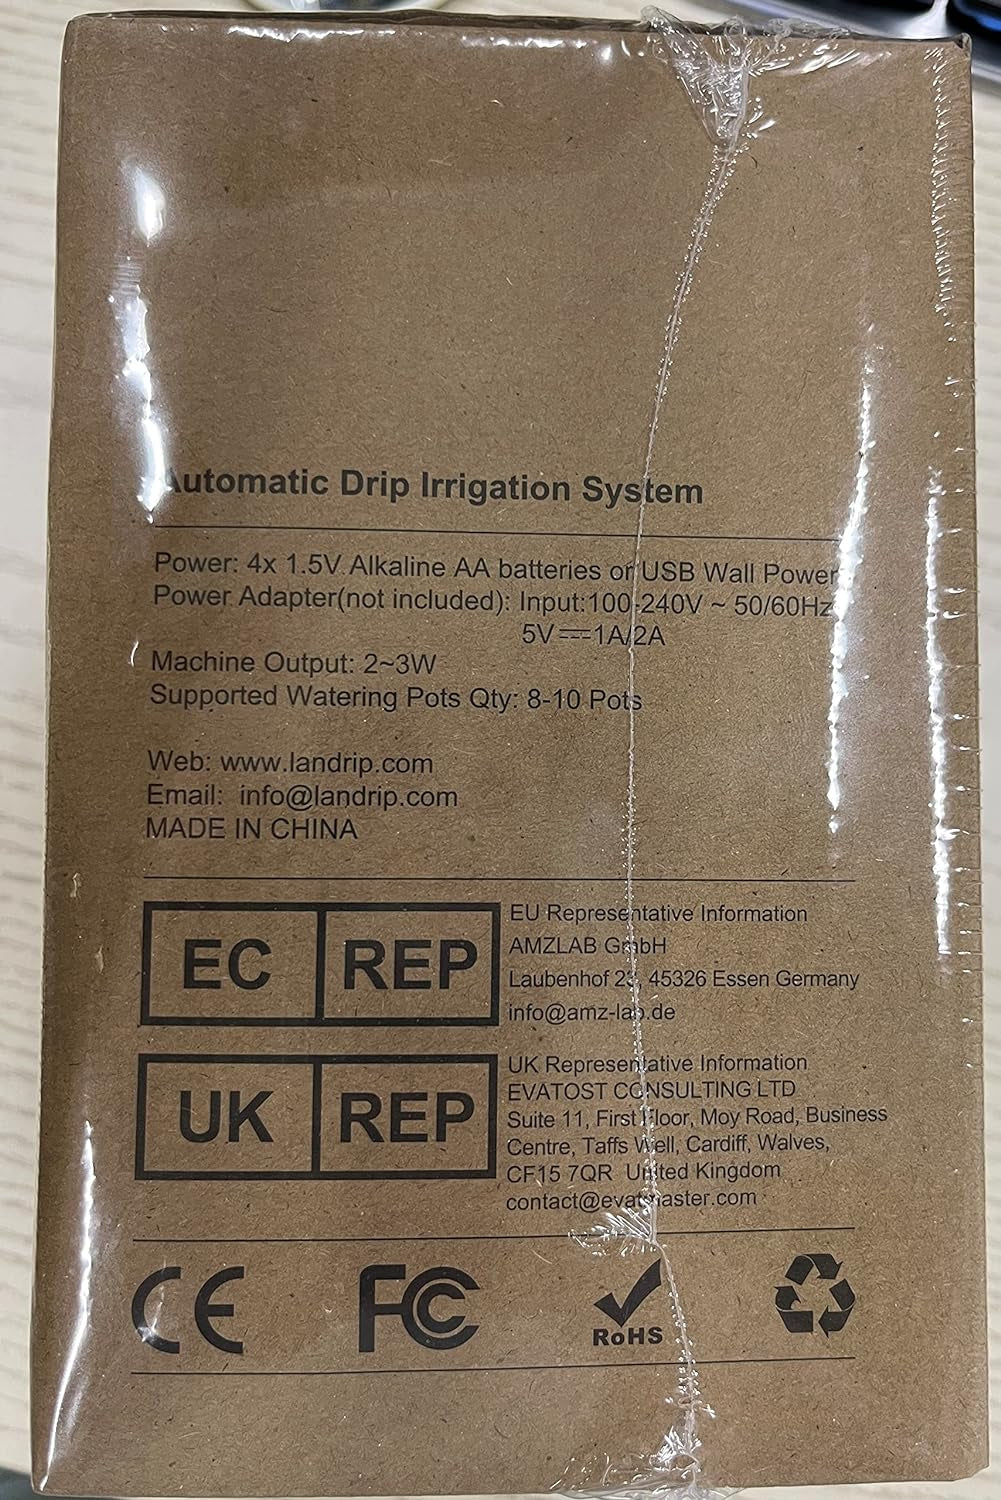 Automatic Drip Irrigation System
Power: 4x 1.5V Alkaline AA batteries or USB Wall Power
Power Adapter(not included): Input:100-240V ~ 50/60Hz
5V⎓1A/2A
Machine Output: 2~3W
Supported Watering Pots Qty: 8-10 Pots
Web: www.landrip.com
Email: info@landrip.com
MADE IN CHINA
EC REP
EU Representative Information
AMZLAB GmbH
Laubenhof 23, 45326 Essen Germany
info@amz-lab.de
UK REP
UK Representative Information
EVATOST CONSULTING LTD
Suite 11, First Floor, Moy Road, Business
Centre, Taffs Well, Cardiff, Walves,
CF15 7QR United Kingdom
contact@evatmaster.com
CE FC RoHS